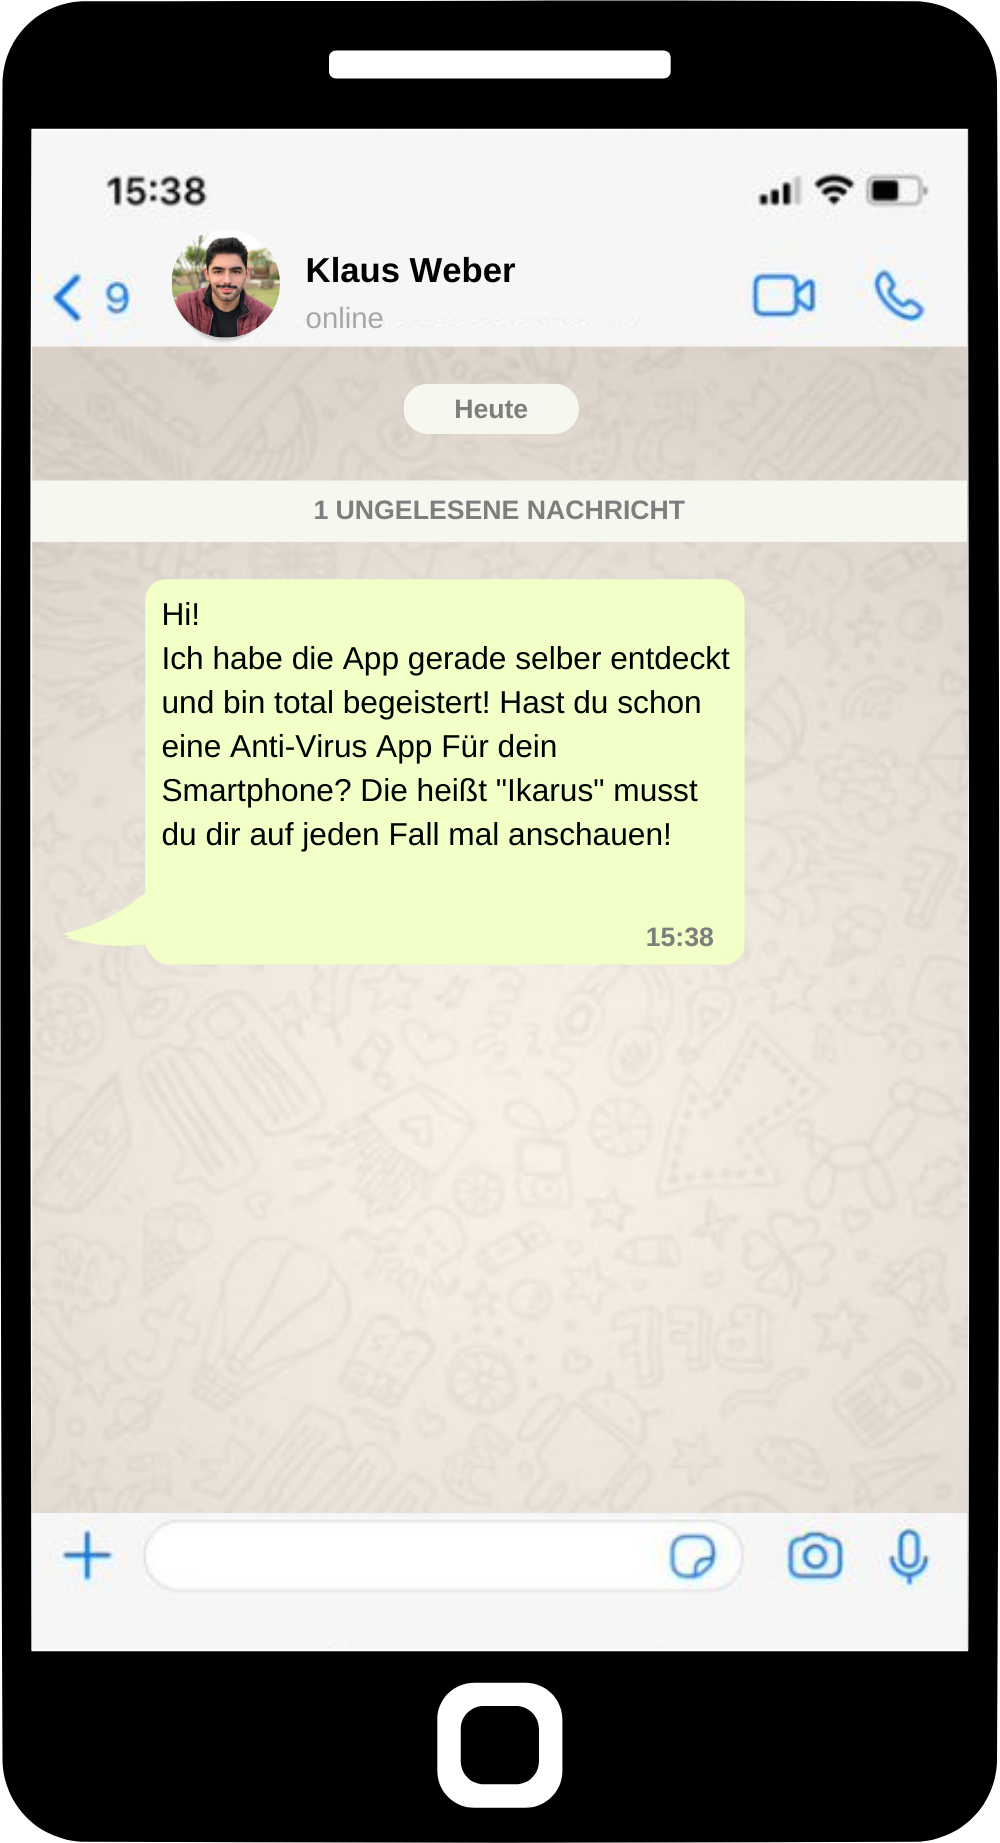 15:38
9
Klaus Weber
online
Heute
1 UNGELESENE NACHRICHT
Hi!
Ich habe die App gerade selber entdeckt
und bin total begeistert! Hast du schon
eine Anti-Virus App Für dein
Smartphone? Die heißt "Ikarus" musst
du dir auf jeden Fall mal anschauen!
15:38